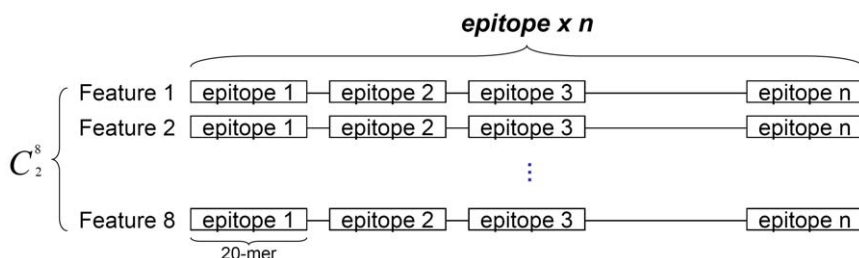 epitope x n
Feature 1 epitope 1 epitope 2 epitope 3 epitope n
Feature 2 epitope 1 epitope 2 epitope 3 epitope n
C 8 2
⋮
Feature 8 epitope 1 epitope 2 epitope 3 epitope n
20-mer